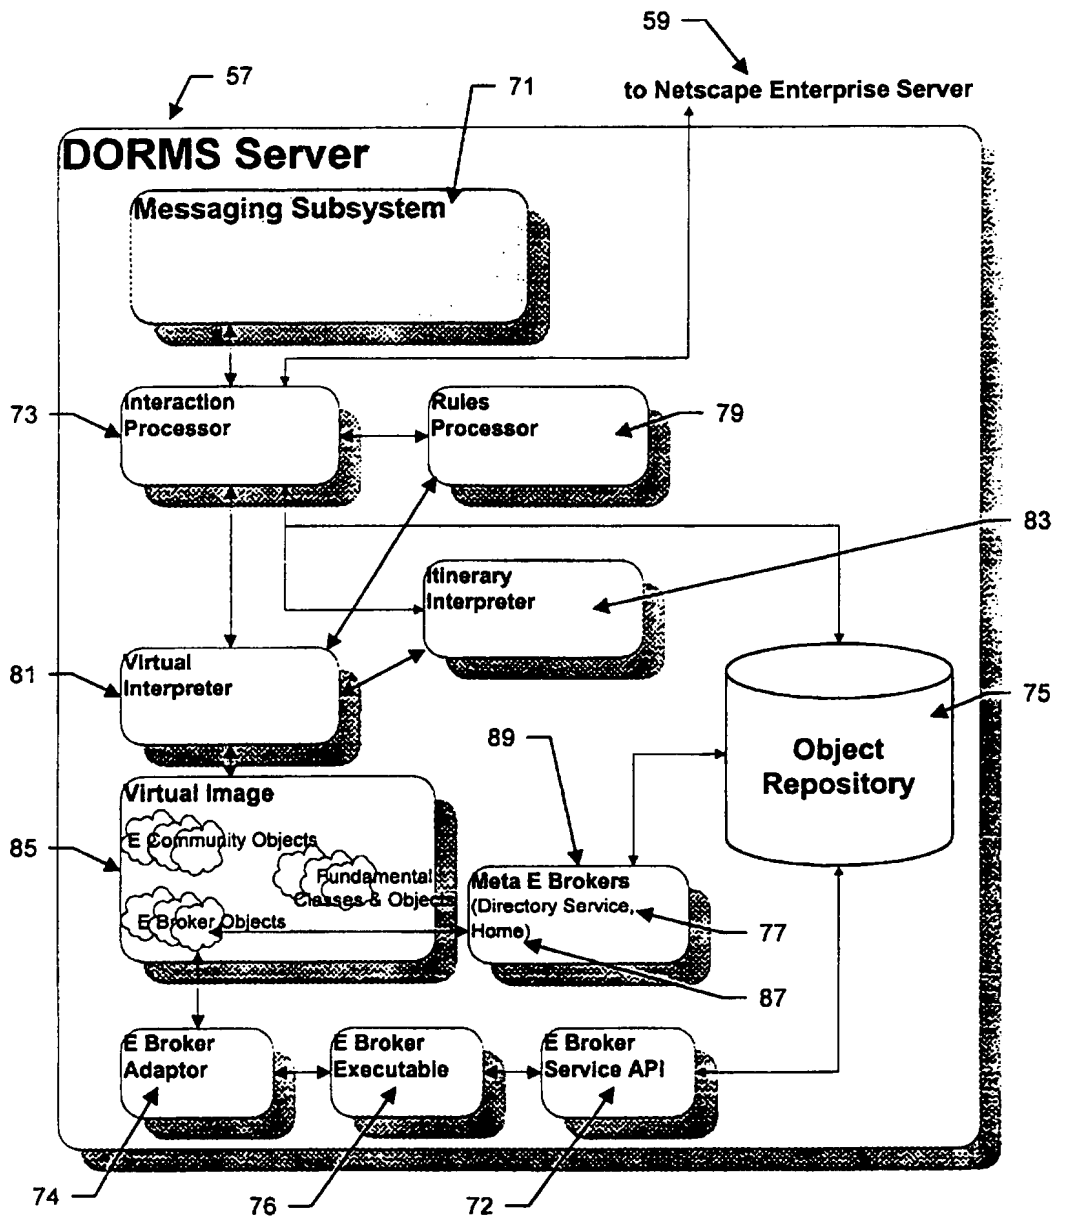 59
57
71
to Netscape Enterprise Server
DORMS Server
Messaging Subsystem
73
Interaction
Processor
Rules
Processor
79
83
Itinerary
Interpreter
81
Virtual
Interpreter
75
Object
Repository
89
Virtual Image
85
E Community Objects
Fundamental
Classes & Objects
E Broker Objects
Meta E Brokers
(Directory Service,
Home)
77
87
E Broker
Adaptor
E Broker
Executable
E Broker
Service API
74
76
72